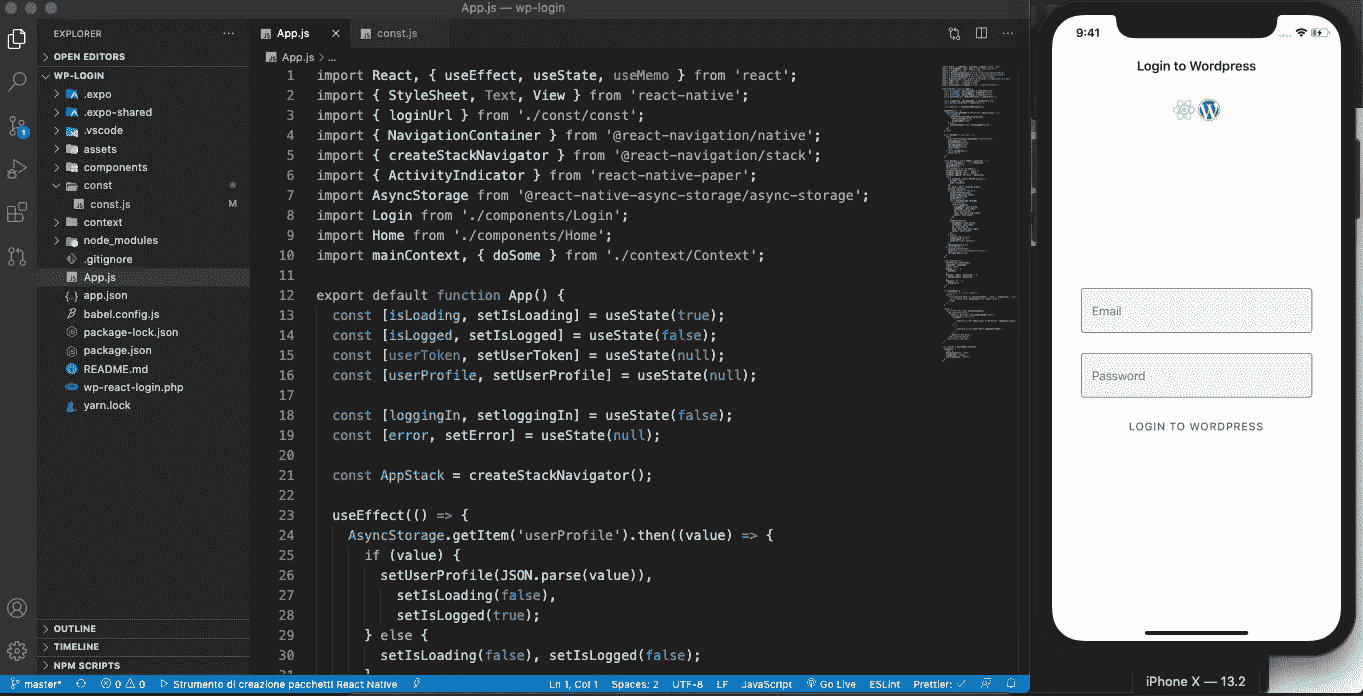 App.js — wp-login
EXPLORER
OPEN EDITORS
WP-LOGIN
.expo
.expo-shared
.vscode
assets
components
const
const.js M
context
node_modules
.gitignore
App.js
app.json
babel.config.js
package-lock.json
package.json
README.md
wp-react-login.php
yarn.lock
OUTLINE
TIMELINE
NPM SCRIPTS
1
App.js
const.js
App.js > ...
1 import React, { useEffect, useState, useMemo } from 'react';
2 import { StyleSheet, Text, View } from 'react-native';
3 import { loginUrl } from './const/const';
4 import { NavigationContainer } from '@react-navigation/native';
5 import { createStackNavigator } from '@react-navigation/stack';
6 import { ActivityIndicator } from 'react-native-paper';
7 import AsyncStorage from '@react-native-async-storage/async-storage';
8 import Login from './components/Login';
9 import Home from './components/Home';
10 import mainContext, { doSome } from './context/Context';
11
12 export default function App() {
13 const [isLoading, setIsLoading] = useState(true);
14 const [isLogged, setIsLogged] = useState(false);
15 const [userToken, setUserToken] = useState(null);
16 const [userProfile, setUserProfile] = useState(null);
17
18 const [loggingIn, setloggingIn] = useState(false);
19 const [error, setError] = useState(null);
20
21 const AppStack = createStackNavigator();
22
23 useEffect(() => {
24 AsyncStorage.getItem('userProfile').then((value) => {
25 if (value) {
26 setUserProfile(JSON.parse(value)),
27 setIsLoading(false),
28 setIsLogged(true);
29 } else {
30 setIsLoading(false), setIsLogged(false);
master* 0 0 Strumento di creazione pacchetti React Native Ln 1, Col 1 Spaces: 2 UTF-8 LF JavaScript Go Live ESLint Prettier: ✓
9:41
Login to Wordpress
Email
Password
LOGIN TO WORDPRESS
iPhone X — 13.2